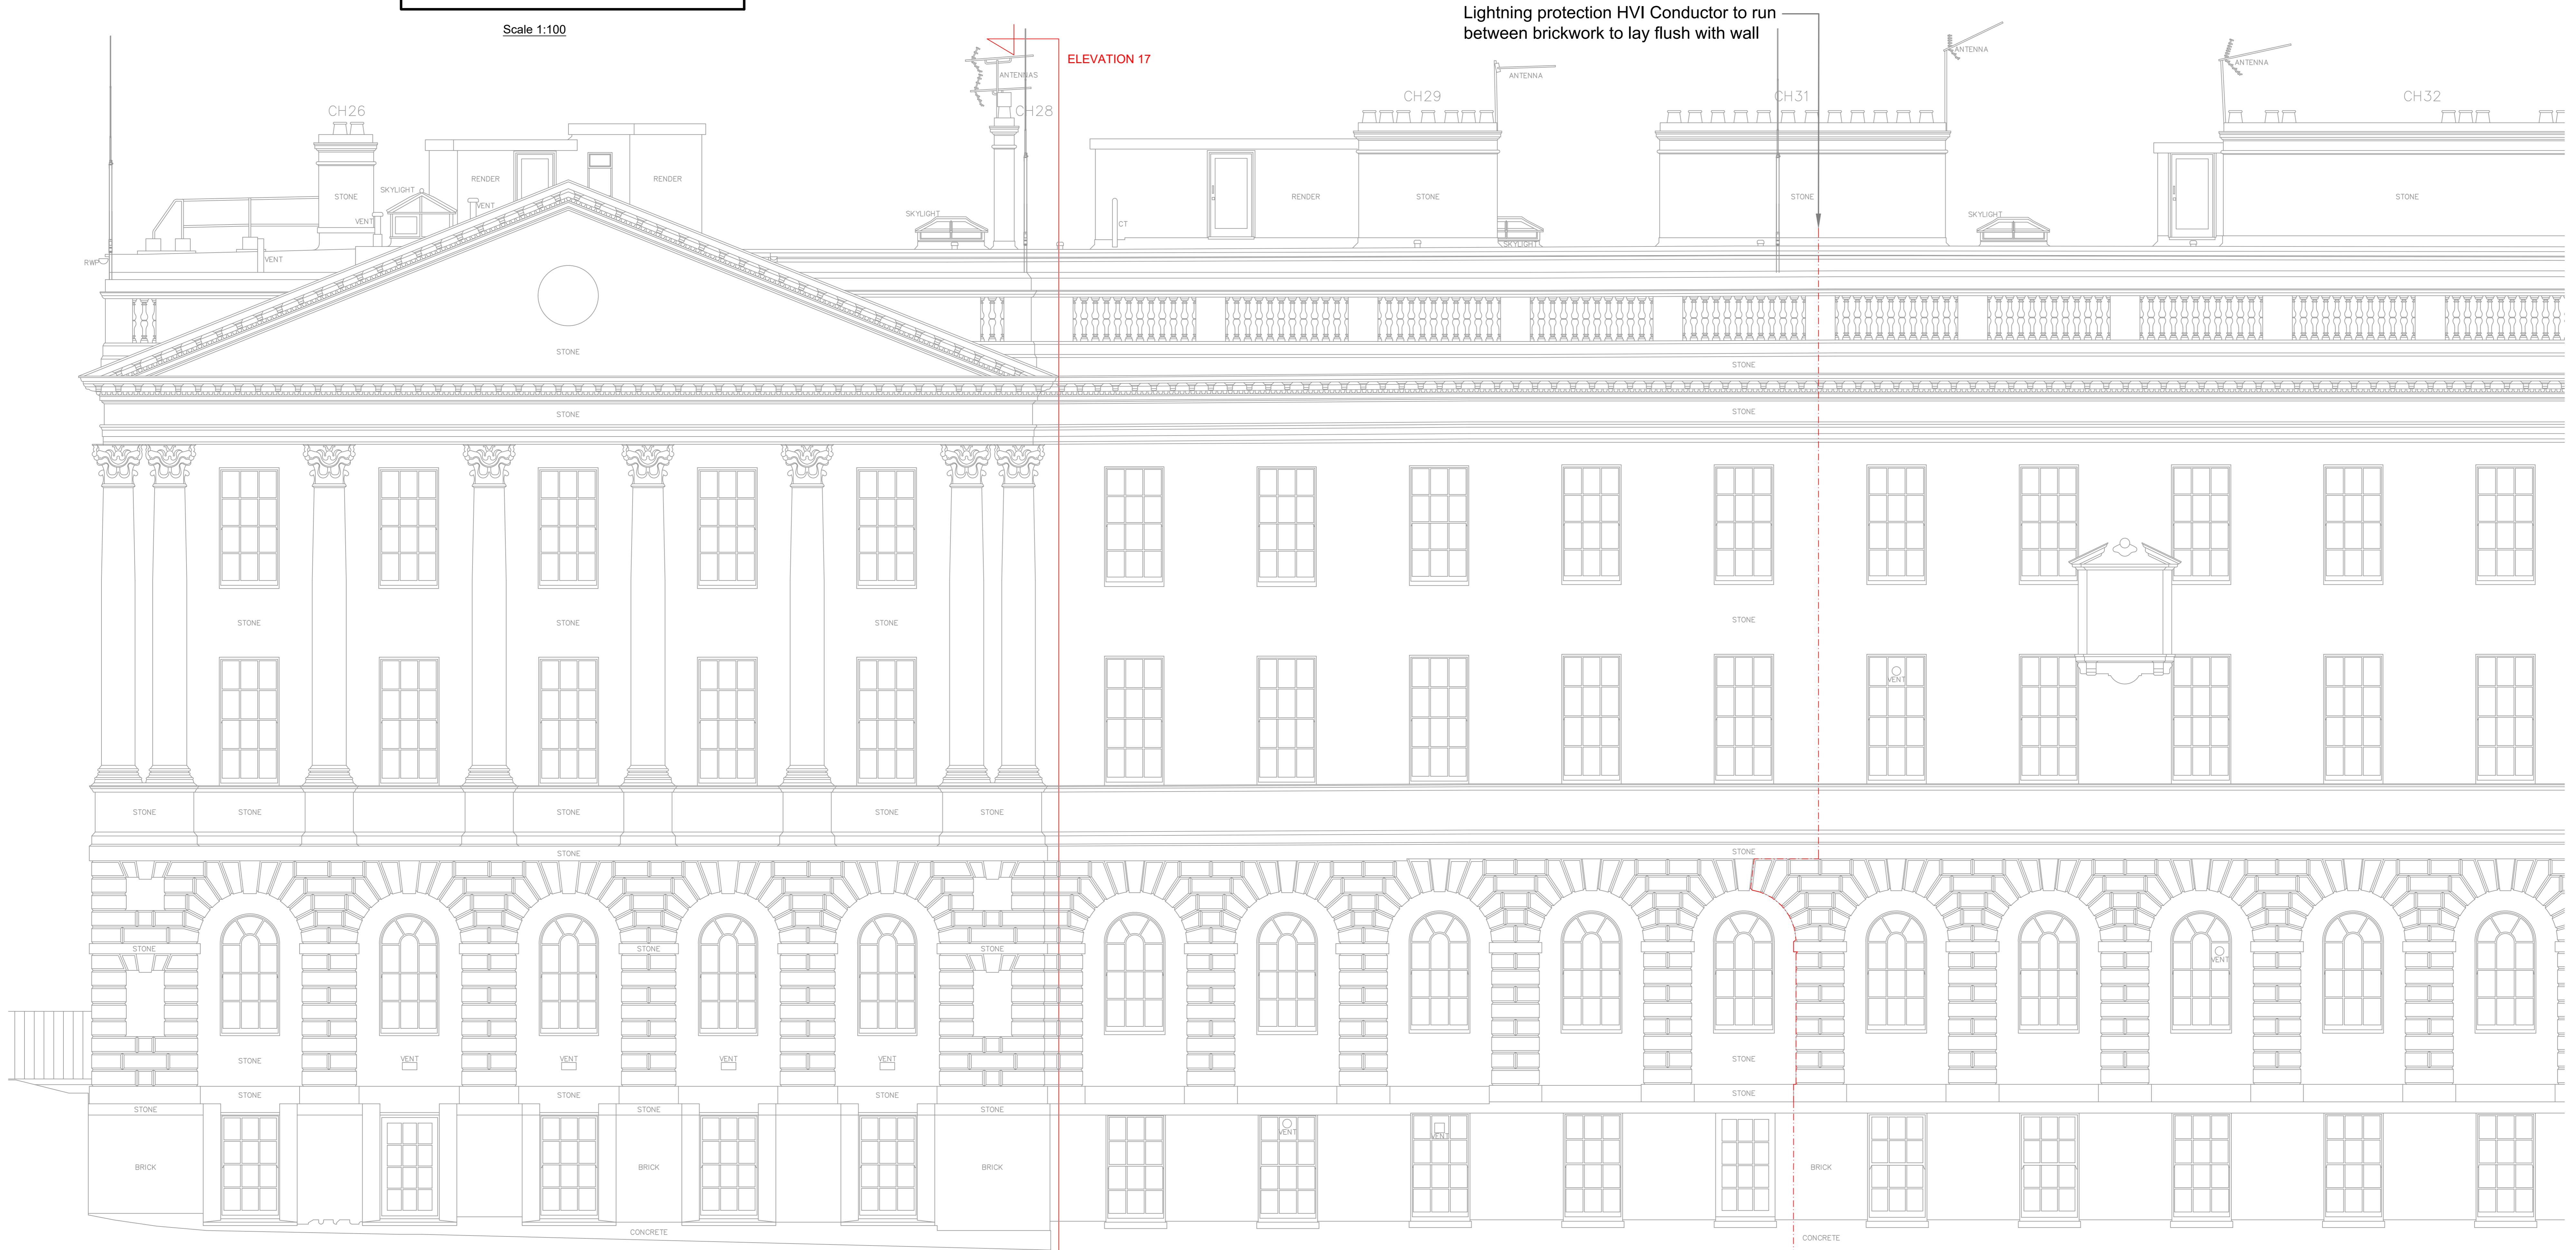 Scale 1:100
Lightning protection HVI Conductor to run
between brickwork to lay flush with wall
ELEVATION 17
ANTENNAS
ANTENNA
ANTENNA
ANTENNA
CH26
CH28
CH29
CH31
CH32
STONE
SKYLIGHT
RENDER
RENDER
VENT
VENT
SKYLIGHT
CT
RENDER
STONE
STONE
SKYLIGHT
STONE
RWP
VENT
SKYLIGHT
STONE
STONE
STONE
STONE
STONE
STONE
STONE
STONE
VENT
STONE
STONE
STONE
STONE
STONE
STONE
STONE
STONE
STONE
STONE
VENT
STONE
VENT
VENT
VENT
VENT
STONE
STONE
STONE
STONE
STONE
STONE
STONE
STONE
VENT
VENT
BRICK
BRICK
BRICK
BRICK
CONCRETE
CONCRETE